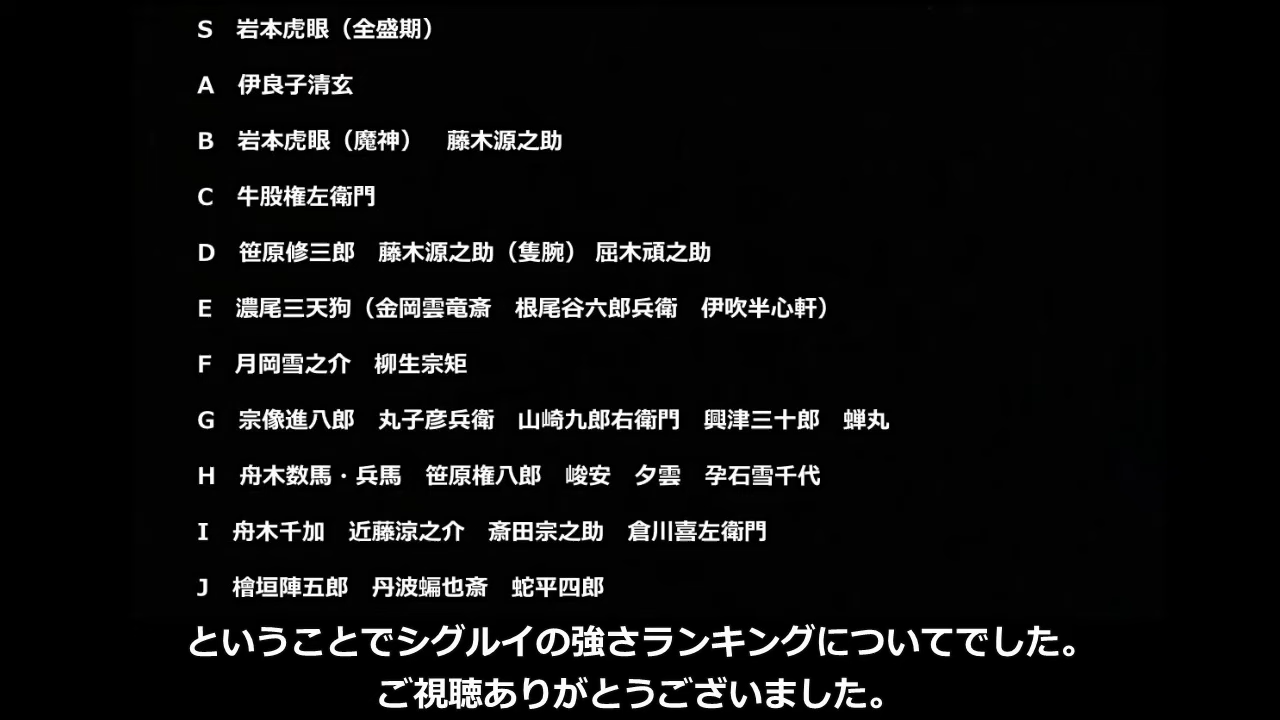 S　岩本虎眼（全盛期）
A　伊良子清玄
B　岩本虎眼（魔神）　藤木源之助
C　牛股権左衛門
D　笹原修三郎　藤木源之助（隻腕） 屈木頑之助
E　濃尾三天狗（金岡雲竜斎　根尾谷六郎兵衛　伊吹半心軒）
F　月岡雪之介　柳生宗矩
G　宗像進八郎　丸子彦兵衛　山崎九郎右衛門　興津三十郎　蝉丸
H　舟木数馬・兵馬　笹原権八郎　峻安　夕雲　孕石雪千代
I　舟木千加　近藤涼之介　斎田宗之助　倉川喜左衛門
J　檜垣陣五郎　丹波蝙也斎　蛇平四郎
ということでシグルイの強さランキングについてでした。
ご視聴ありがとうございました。